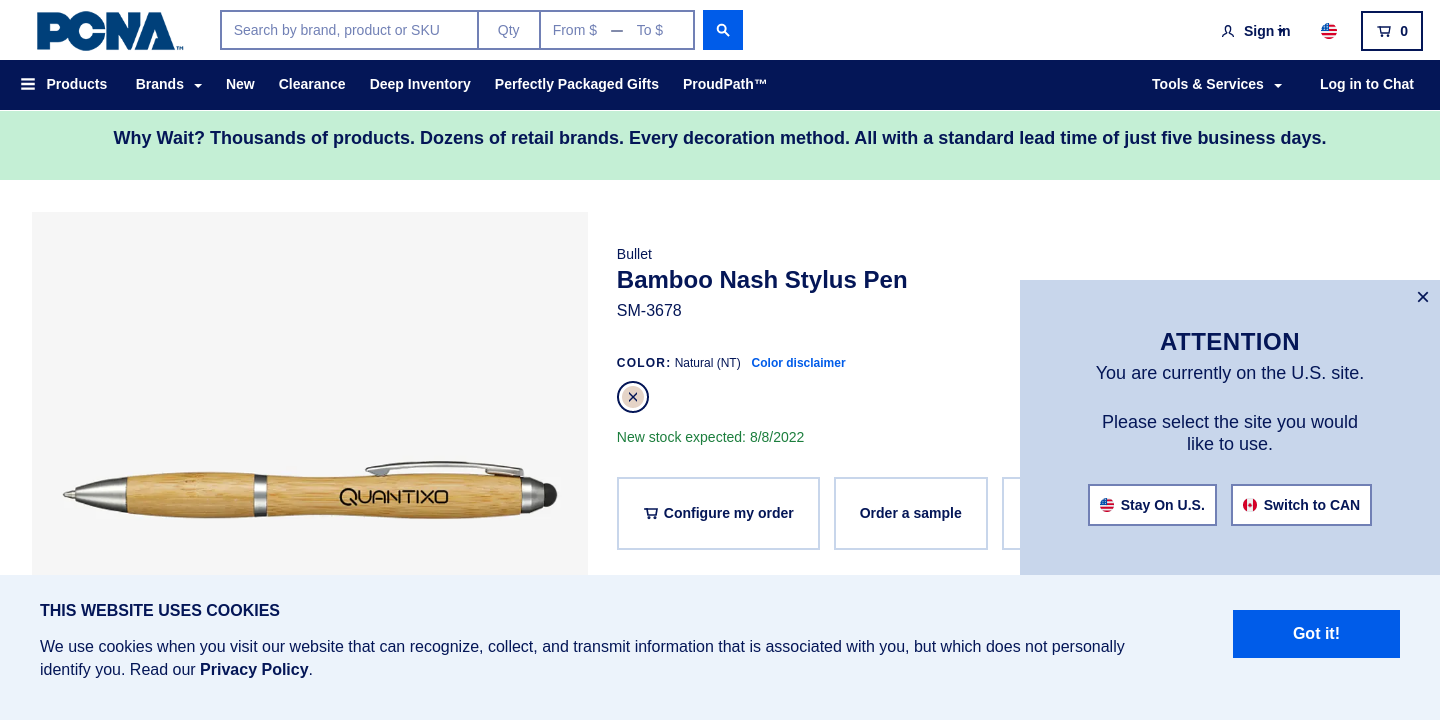 PCNA™
Search by brand, product or SKU
Qty
From $ — To $
Sign in
0
Products
Brands
New
Clearance
Deep Inventory
Perfectly Packaged Gifts
ProudPath™
Tools & Services
Log in to Chat
Why Wait? Thousands of products. Dozens of retail brands. Every decoration method. All with a standard lead time of just five business days.
QUANTIXO
Bullet
Bamboo Nash Stylus Pen
SM-3678
COLOR: Natural (NT) Color disclaimer
New stock expected: 8/8/2022
Configure my order
Order a sample
ATTENTION
You are currently on the U.S. site.
Please select the site you would
like to use.
Stay On U.S.
Switch to CAN
THIS WEBSITE USES COOKIES
We use cookies when you visit our website that can recognize, collect, and transmit information that is associated with you, but which does not personally
identify you. Read our Privacy Policy.
Got it!